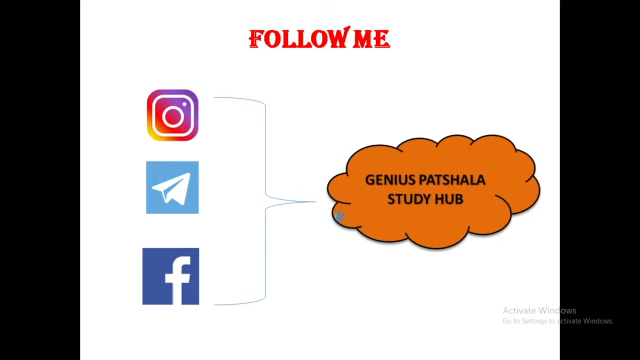 FOLLOW ME
GENIUS PATSHALA
STUDY HUB
Activate Windows
Go to Settings to activate Windows.